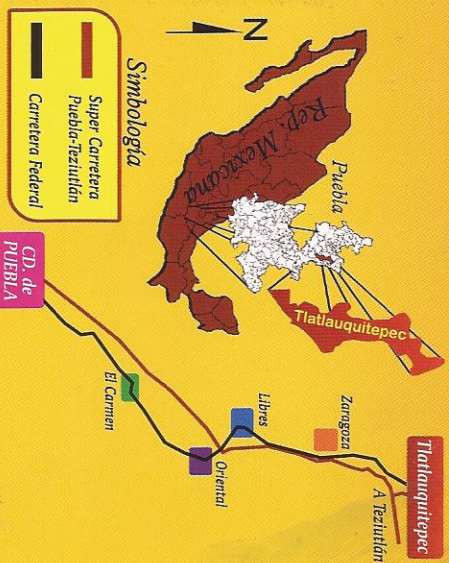 N
Rep. Mexicana
Puebla
Tlatlauquitepec
Simbología
Super Carretera
Puebla-Teziutlán
Carretera Federal
CD. de
PUEBLA
El Carmen
Oriental
Libres
Zaragoza
Tlatlauquitepec
A Teziutlán